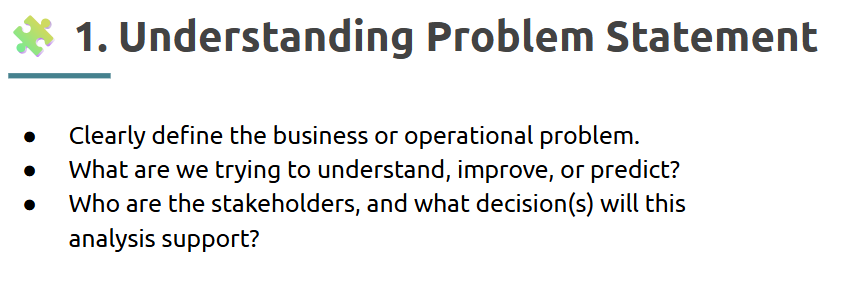 1. Understanding Problem Statement
● Clearly define the business or operational problem.
● What are we trying to understand, improve, or predict?
● Who are the stakeholders, and what decision(s) will this
analysis support?